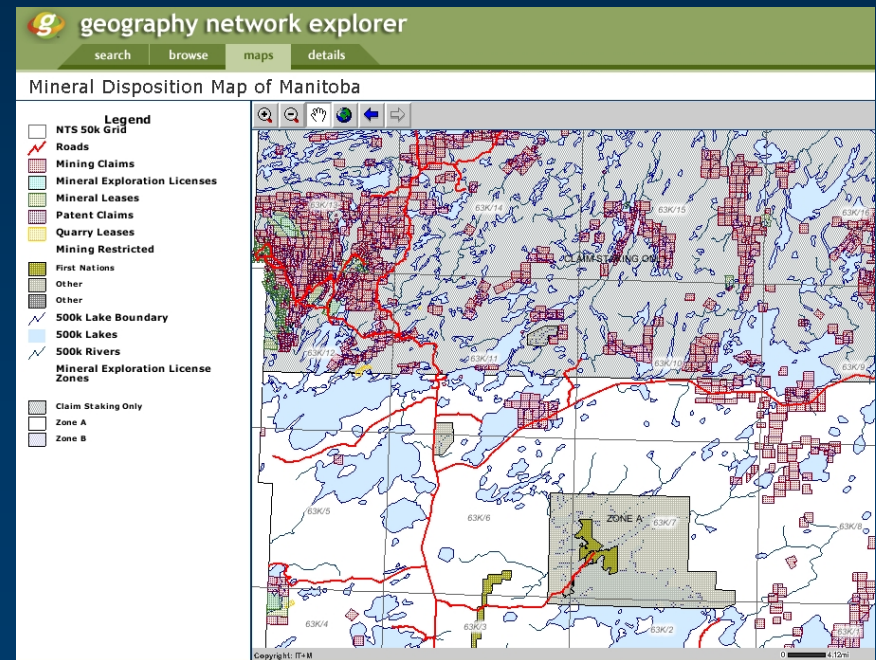 g geography network explorer
search browse maps details
Mineral Disposition Map of Manitoba
Legend
NTS 50k Grid
Roads
Mining Claims
Mineral Exploration Licenses
Mineral Leases
Patent Claims
Quarry Leases
Mining Restricted
First Nations
Other
Other
500k Lake Boundary
500k Lakes
500k Rivers
Mineral Exploration License
Zones
Claim Staking Only
Zone A
Zone B
63K/13
63K/14
63K/15
63K/16
CLAIM STAKING ONLY
63K/12
63K/11
63K/10
63K/9
63K/5
63K/6
ZONE A
63K/7
63K/8
63K/4
63K/3
63K/2
63K/1
Copyright: IT+M
0 4.12mi